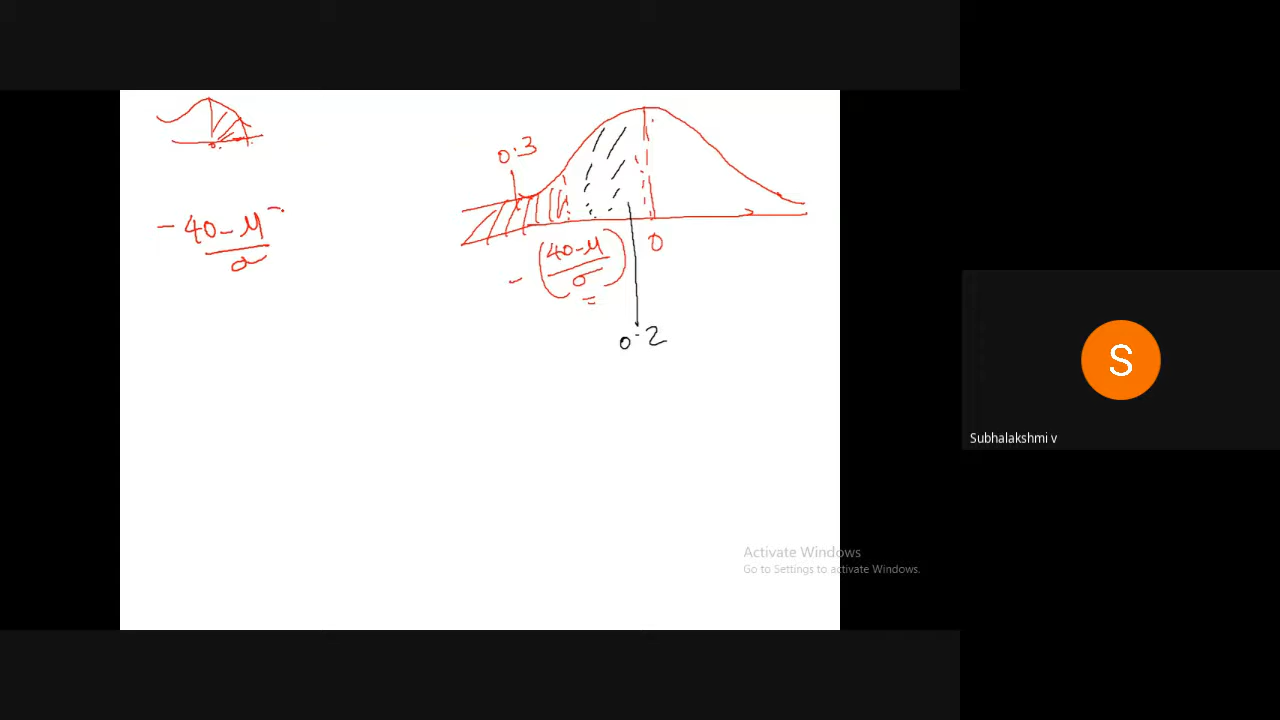 0.3
- 40-μ
σ
- (40-μ
σ)
0
0.2
Subhalakshmi v
Activate Windows
Go to Settings to activate Windows.
S